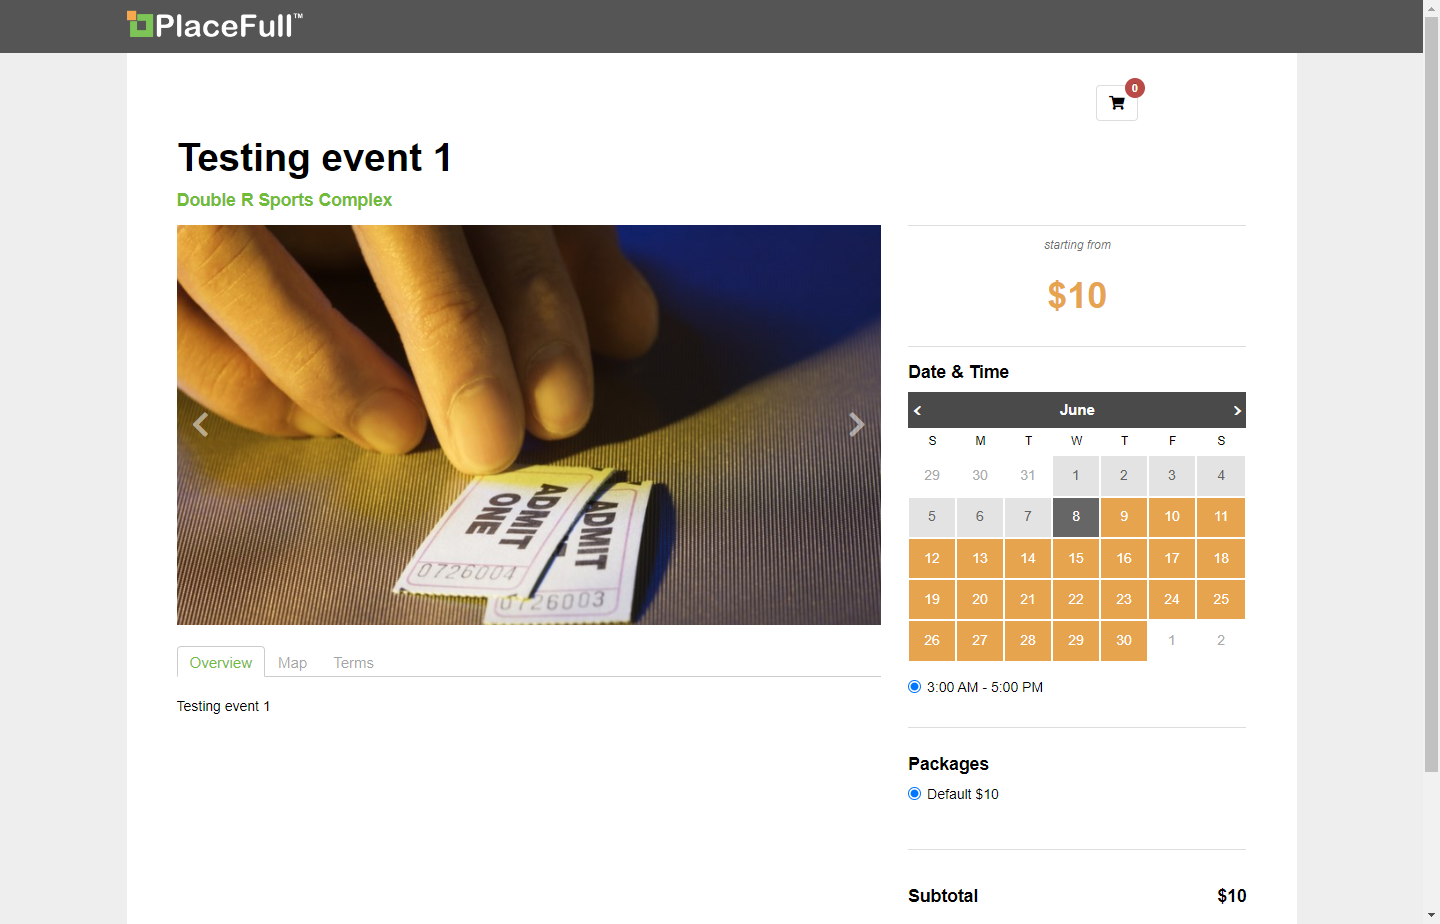 PlaceFull™
0
Testing event 1
Double R Sports Complex
ADMIT
ONE
0726004
ADMIT
0726003
starting from
$10
Date & Time
June
S M T W T F S
29 30 31 1 2 3 4
5 6 7 8 9 10 11
12 13 14 15 16 17 18
19 20 21 22 23 24 25
26 27 28 29 30 1 2
3:00 AM - 5:00 PM
Packages
Default $10
Subtotal $10
Overview Map Terms
Testing event 1